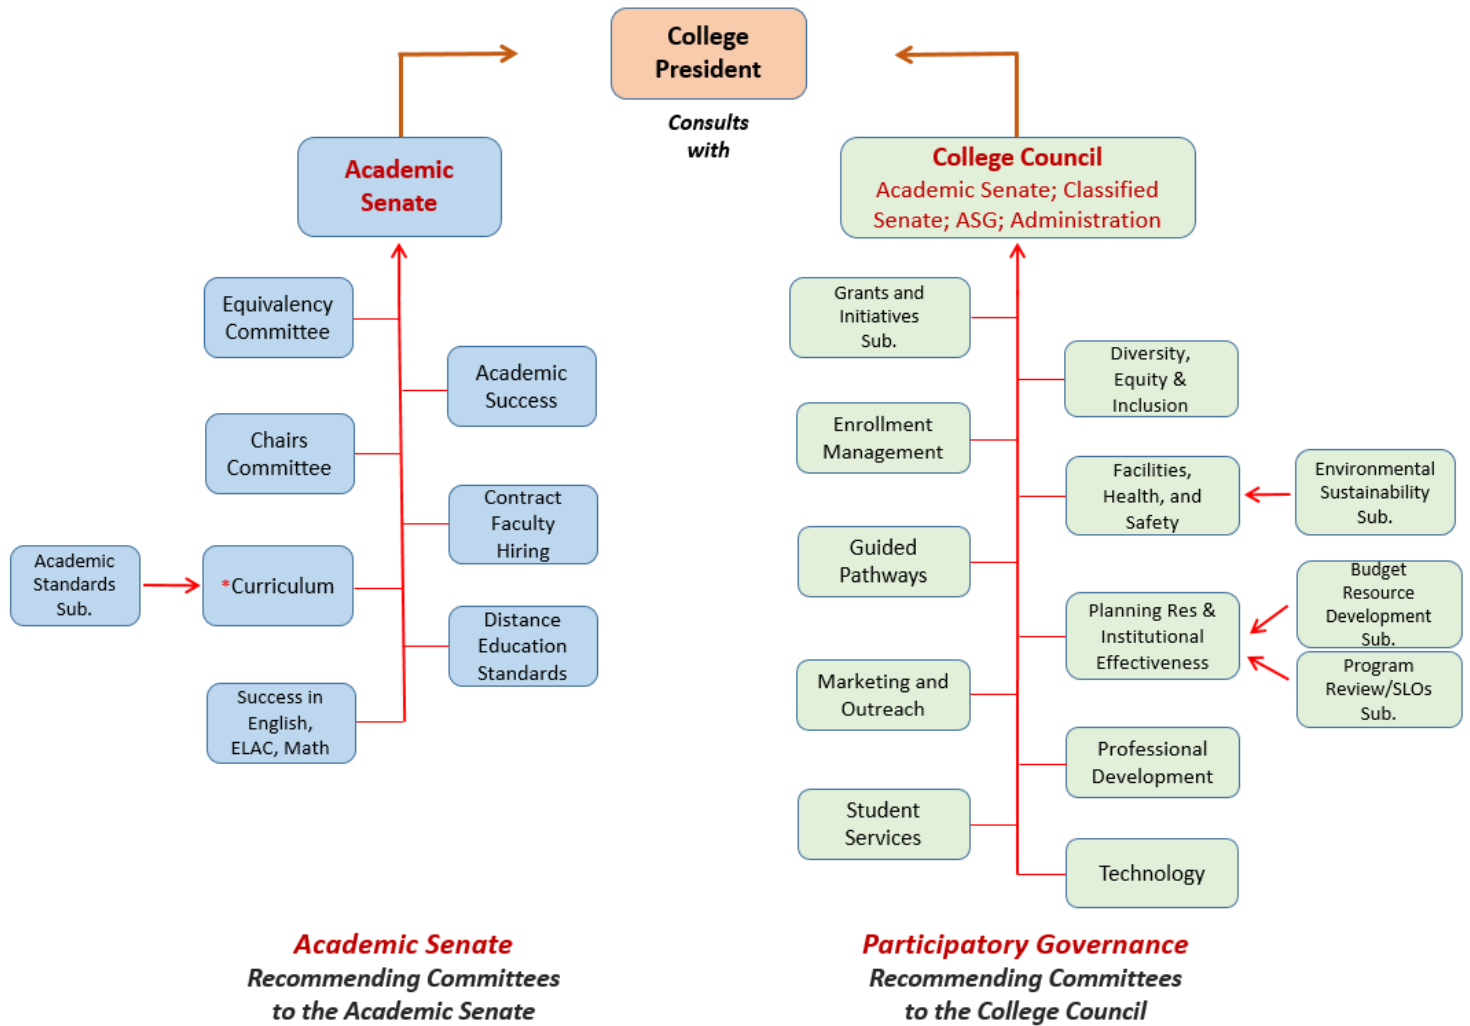 College
President
Consults
with
Academic
Senate
College Council
Academic Senate; Classified
Senate; ASG; Administration
Equivalency
Committee
Academic
Success
Chairs
Committee
Contract
Faculty
Hiring
Academic
Standards
Sub.
*Curriculum
Distance
Education
Standards
Success in
English,
ELAC, Math
Grants and
Initiatives
Sub.
Diversity,
Equity &
Inclusion
Enrollment
Management
Facilities,
Health, and
Safety
Environmental
Sustainability
Sub.
Guided
Pathways
Planning Res &
Institutional
Effectiveness
Budget
Resource
Development
Sub.
Program
Review/SLOs
Sub.
Marketing and
Outreach
Professional
Development
Student
Services
Technology
Academic Senate
Recommending Committees
to the Academic Senate
Participatory Governance
Recommending Committees
to the College Council